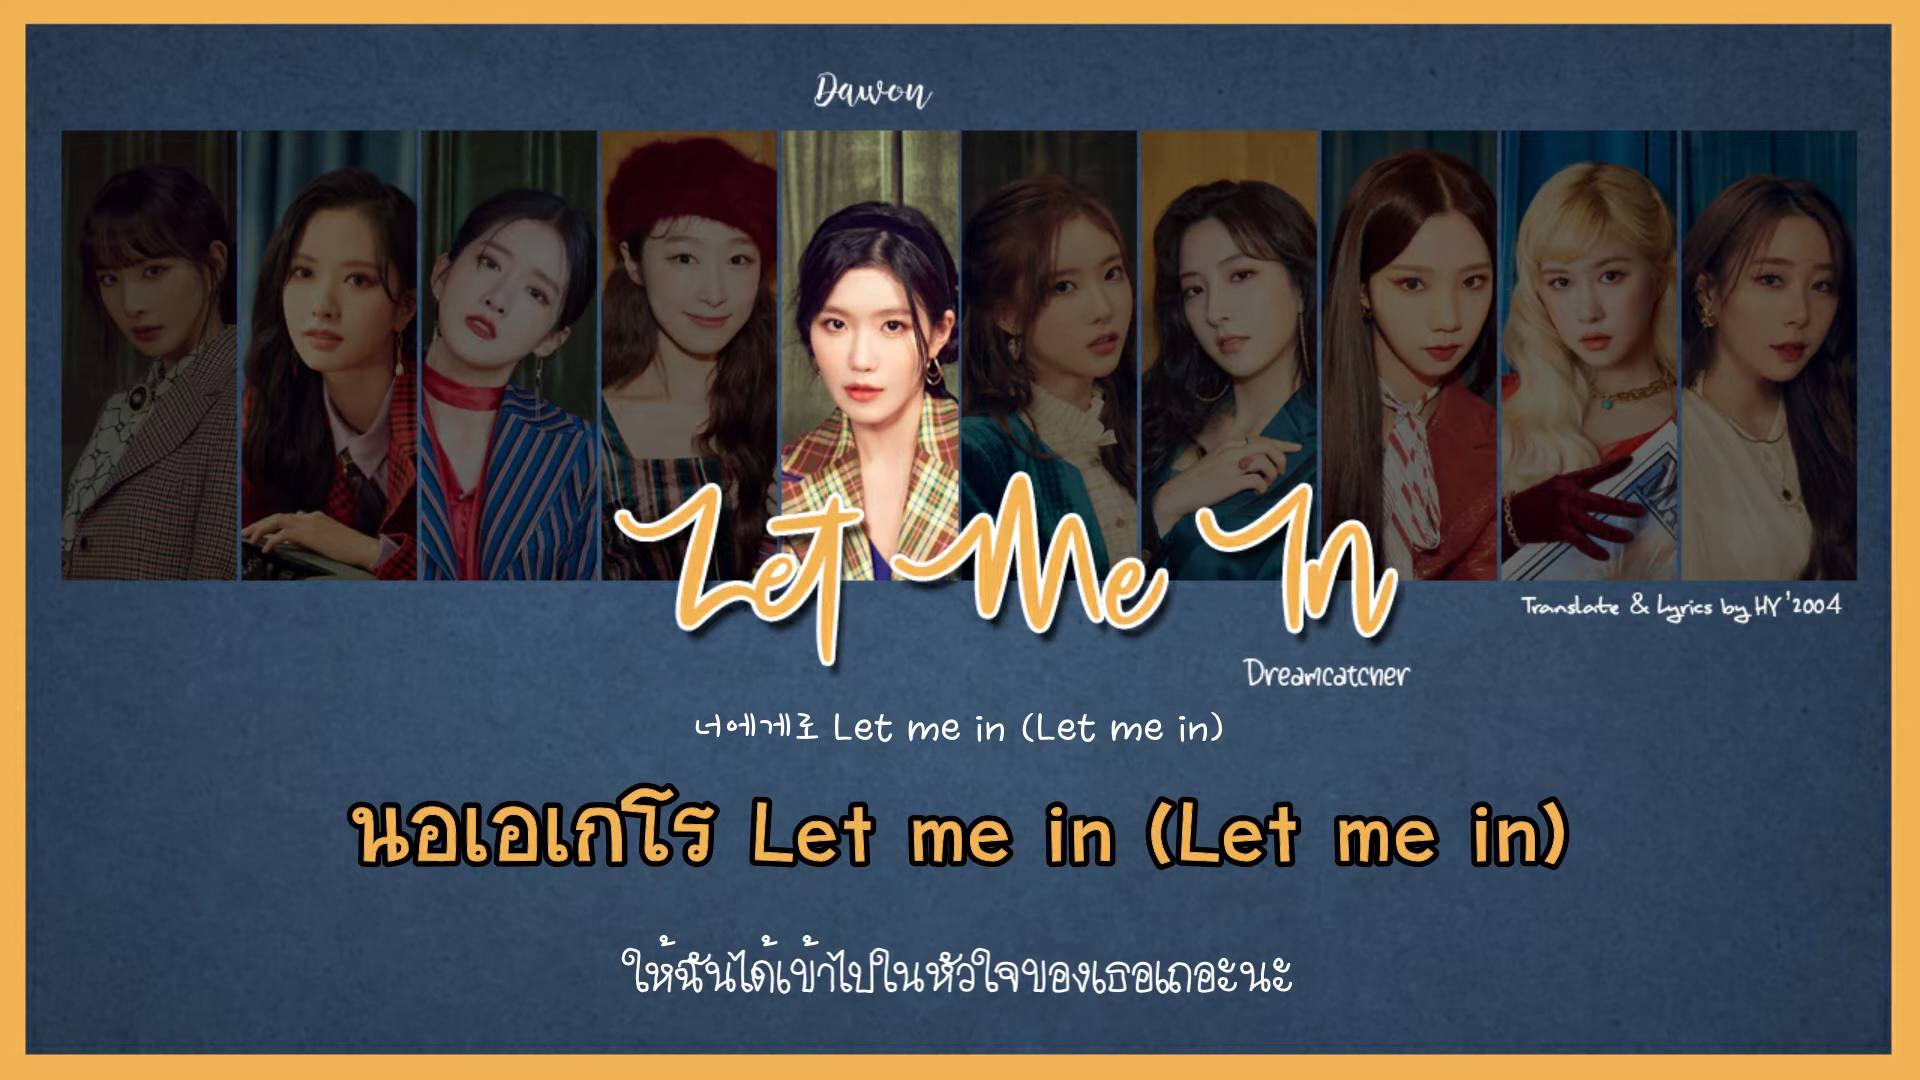 Dawon
Let Me In
Translate & Lyrics by HY'2004
Dreamcatcher
너에게로 Let me in (Let me in)
นอเอเกโร Let me in (Let me in)
ให้ฉันได้เข้าไปในหัวใจของเธอเถอะนะ